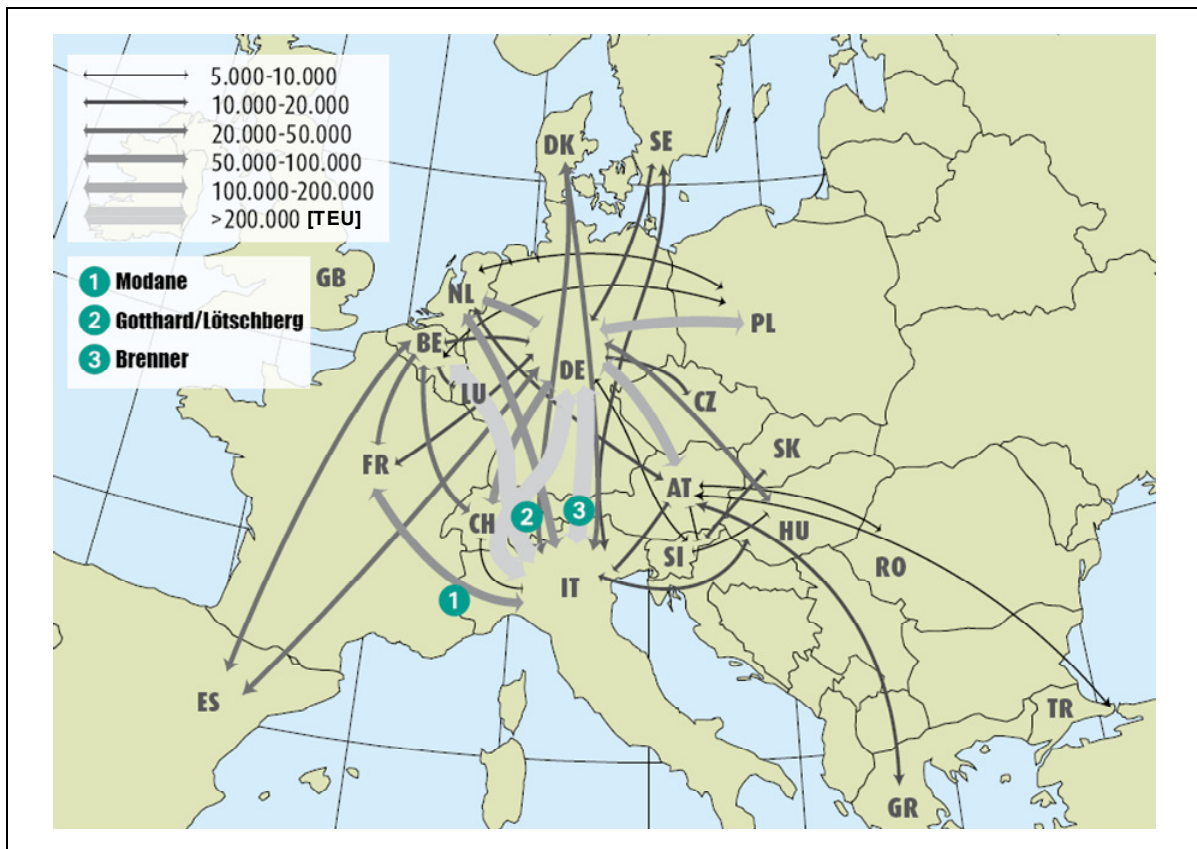 5.000-10.000
10.000-20.000
20.000-50.000
50.000-100.000
100.000-200.000
>200.000 [TEU]
1 Modane
2 Gotthard/Lötschberg
3 Brenner
DK
SE
GB
NL
PL
BE
DE
LU
CZ
FR
SK
AT
CH
2
3
HU
SI
RO
IT
1
ES
TR
GR